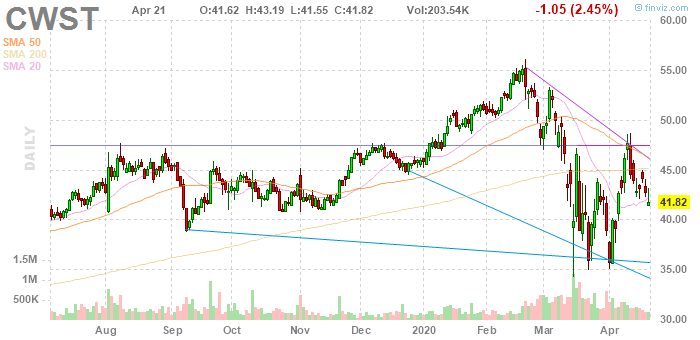 CWST Apr 21 O:41.62 H:43.19 L:41.55 C:41.82 Vol:203.54K -1.05 (2.45%) © finviz.com
SMA 50
SMA 200
SMA 20
DAILY
60.00
55.00
50.00
45.00
41.82
40.00
35.00
30.00
1.5M
1M
500K
Aug Sep Oct Nov Dec 2020 Feb Mar Apr